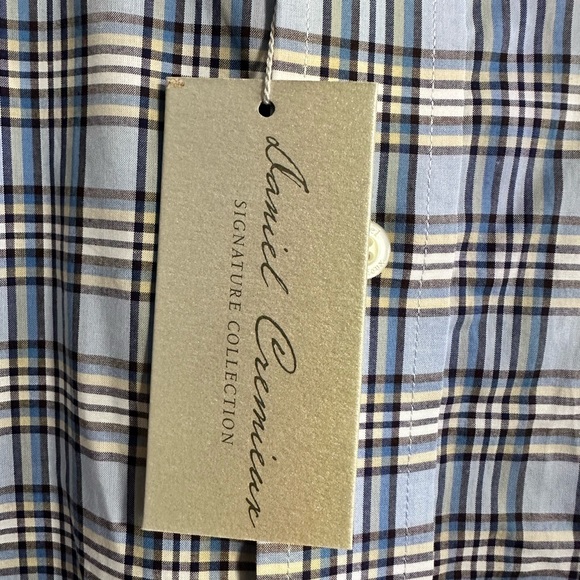 Daniel Cremieux
SIGNATURE COLLECTION